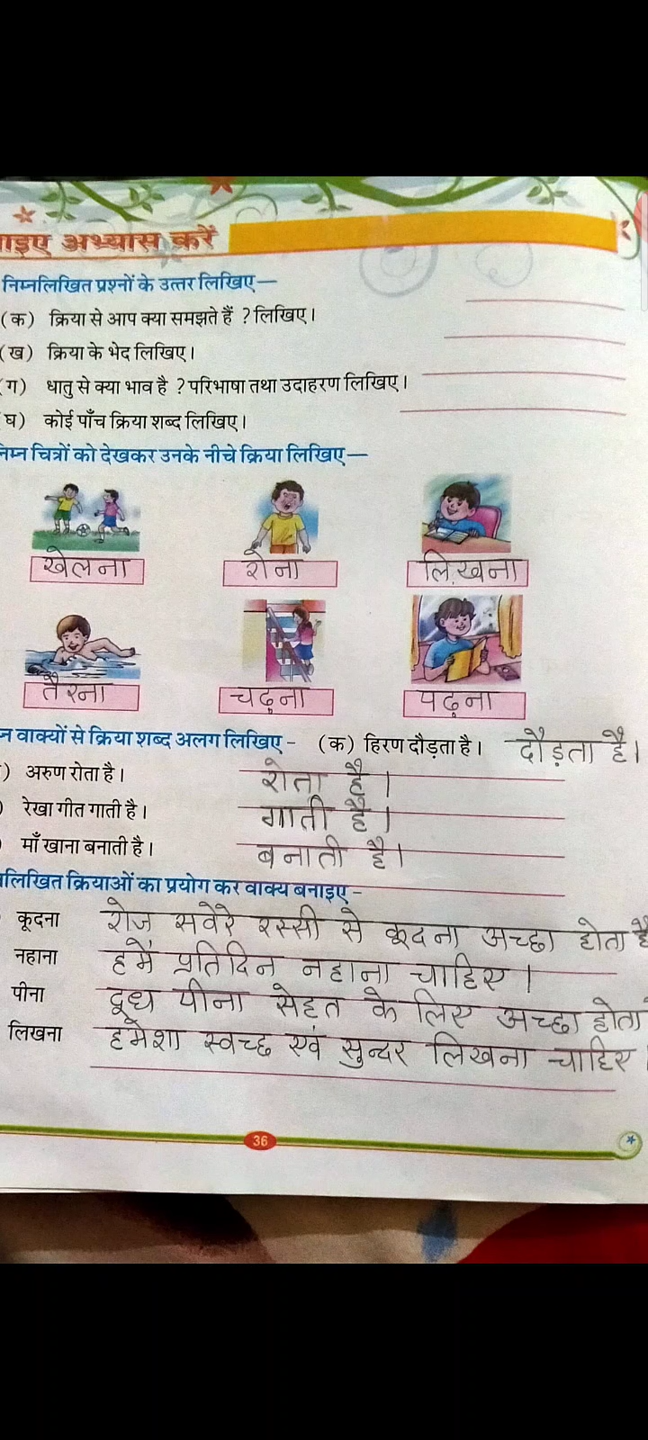 ाइए अभ्यास करें
निम्नलिखित प्रश्नों के उत्तर लिखिए—
(क) क्रिया से आप क्या समझते हैं ? लिखिए।
(ख) क्रिया के भेद लिखिए।
ग) धातु से क्या भाव है ? परिभाषा तथा उदाहरण लिखिए।
घ) कोई पाँच क्रिया शब्द लिखिए।
निम्न चित्रों को देखकर उनके नीचे क्रिया लिखिए—
खेलना रोना लिखना
तैरना चढ़ना पढ़ना
न वाक्यों से क्रिया शब्द अलग लिखिए - (क) हिरण दौड़ता है। दौड़ता है।
) अरुण रोता है। रोता है।
) रेखा गीत गाती है। गाती है।
माँ खाना बनाती है। बनाती है।
लिखित क्रियाओं का प्रयोग कर वाक्य बनाइए -
कूदना रोज सवेरे रस्सी से कूदना अच्छा होता है
नहाना हमें प्रतिदिन नहाना चाहिए।
पीना दूध पीना सेहत के लिए अच्छा होता
लिखना हमेशा स्वच्छ एवं सुन्दर लिखना चाहिए।
36